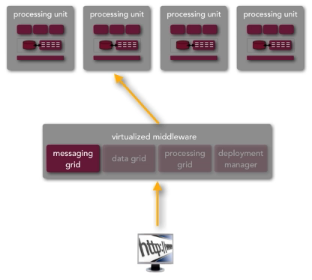 processing unit
processing unit
processing unit
processing unit
virtualized middleware
messaging grid
data grid
processing grid
deployment manager
http://